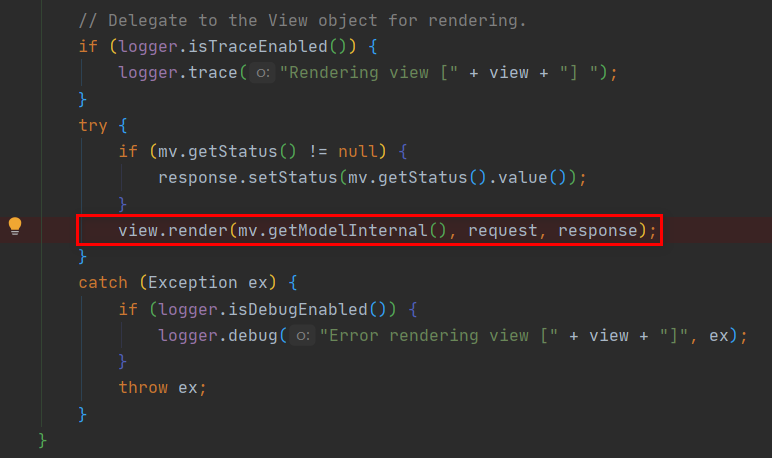 // Delegate to the View object for rendering.
if (logger.isTraceEnabled()) {
logger.trace( o: "Rendering view [" + view + "] ");
}
try {
if (mv.getStatus() != null) {
response.setStatus(mv.getStatus().value());
}
view.render(mv.getModelInternal(), request, response);
}
catch (Exception ex) {
if (logger.isDebugEnabled()) {
logger.debug( o: "Error rendering view [" + view + "]", ex);
}
throw ex;
}
}